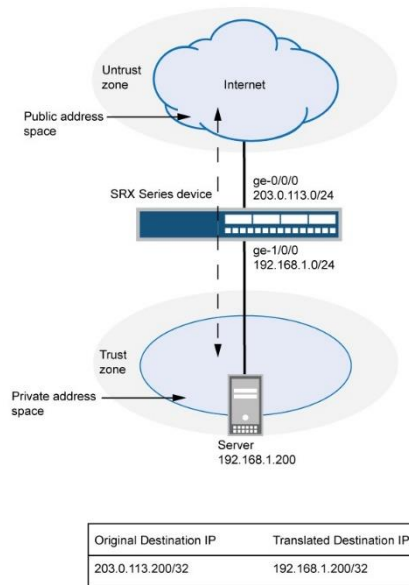 Untrust
zone
Internet
Public address
space
ge-0/0/0
203.0.113.0/24
SRX Series device
ge-1/0/0
192.168.1.0/24
Trust
zone
Private address
space
Server
192.168.1.200
Original Destination IP Translated Destination IP
203.0.113.200/32 192.168.1.200/32